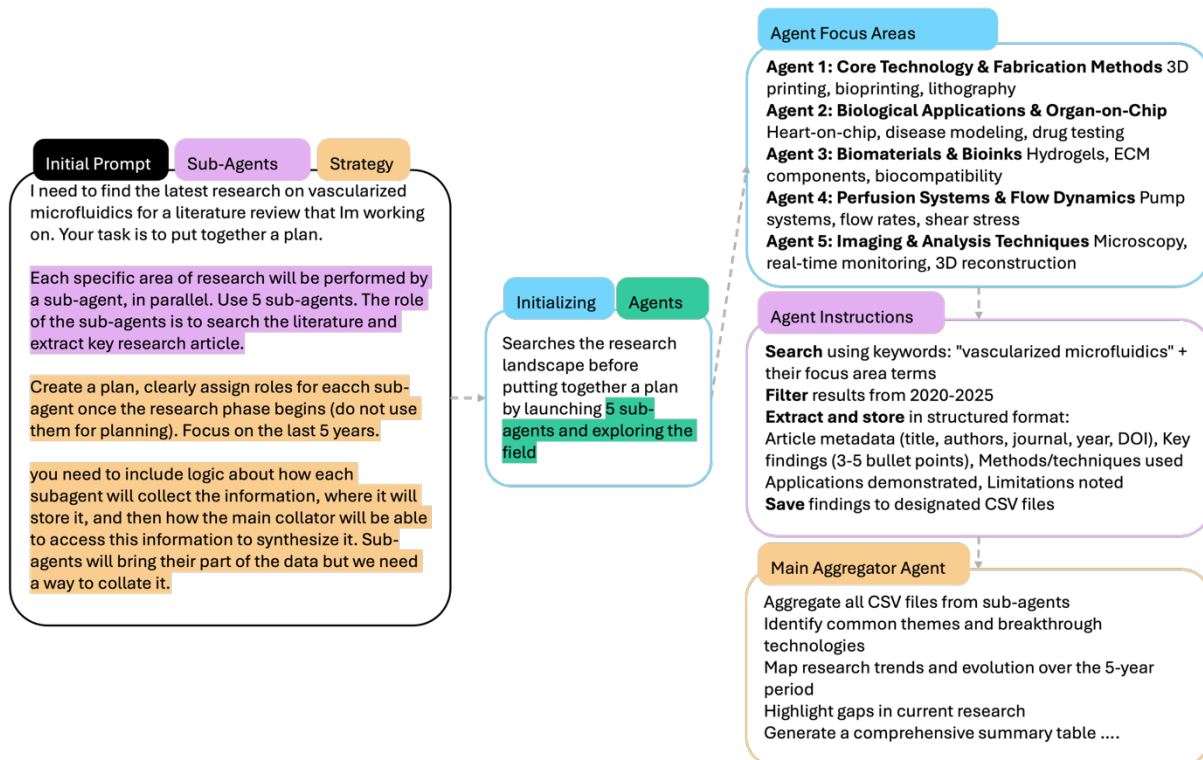 Initial Prompt
Sub-Agents
Strategy
I need to find the latest research on vascularized
microfluidics for a literature review that Im working
on. Your task is to put together a plan.
Each specific area of research will be performed by
a sub-agent, in parallel. Use 5 sub-agents. The role
of the sub-agents is to search the literature and
extract key research article.
Create a plan, clearly assign roles for eacch sub-
agent once the research phase begins (do not use
them for planning). Focus on the last 5 years.
you need to include logic about how each
subagent will collect the information, where it will
store it, and then how the main collator will be able
to access this information to synthesize it. Sub-
agents will bring their part of the data but we need
a way to collate it.
Initializing
Agents
Searches the research
landscape before
putting together a plan
by launching 5 sub-
agents and exploring the
field
Agent Focus Areas
Agent 1: Core Technology & Fabrication Methods 3D
printing, bioprinting, lithography
Agent 2: Biological Applications & Organ-on-Chip
Heart-on-chip, disease modeling, drug testing
Agent 3: Biomaterials & Bioinks Hydrogels, ECM
components, biocompatibility
Agent 4: Perfusion Systems & Flow Dynamics Pump
systems, flow rates, shear stress
Agent 5: Imaging & Analysis Techniques Microscopy,
real-time monitoring, 3D reconstruction
Agent Instructions
Search using keywords: "vascularized microfluidics" +
their focus area terms
Filter results from 2020-2025
Extract and store in structured format:
Article metadata (title, authors, journal, year, DOI), Key
findings (3-5 bullet points), Methods/techniques used
Applications demonstrated, Limitations noted
Save findings to designated CSV files
Main Aggregator Agent
Aggregate all CSV files from sub-agents
Identify common themes and breakthrough
technologies
Map research trends and evolution over the 5-year
period
Highlight gaps in current research
Generate a comprehensive summary table ....